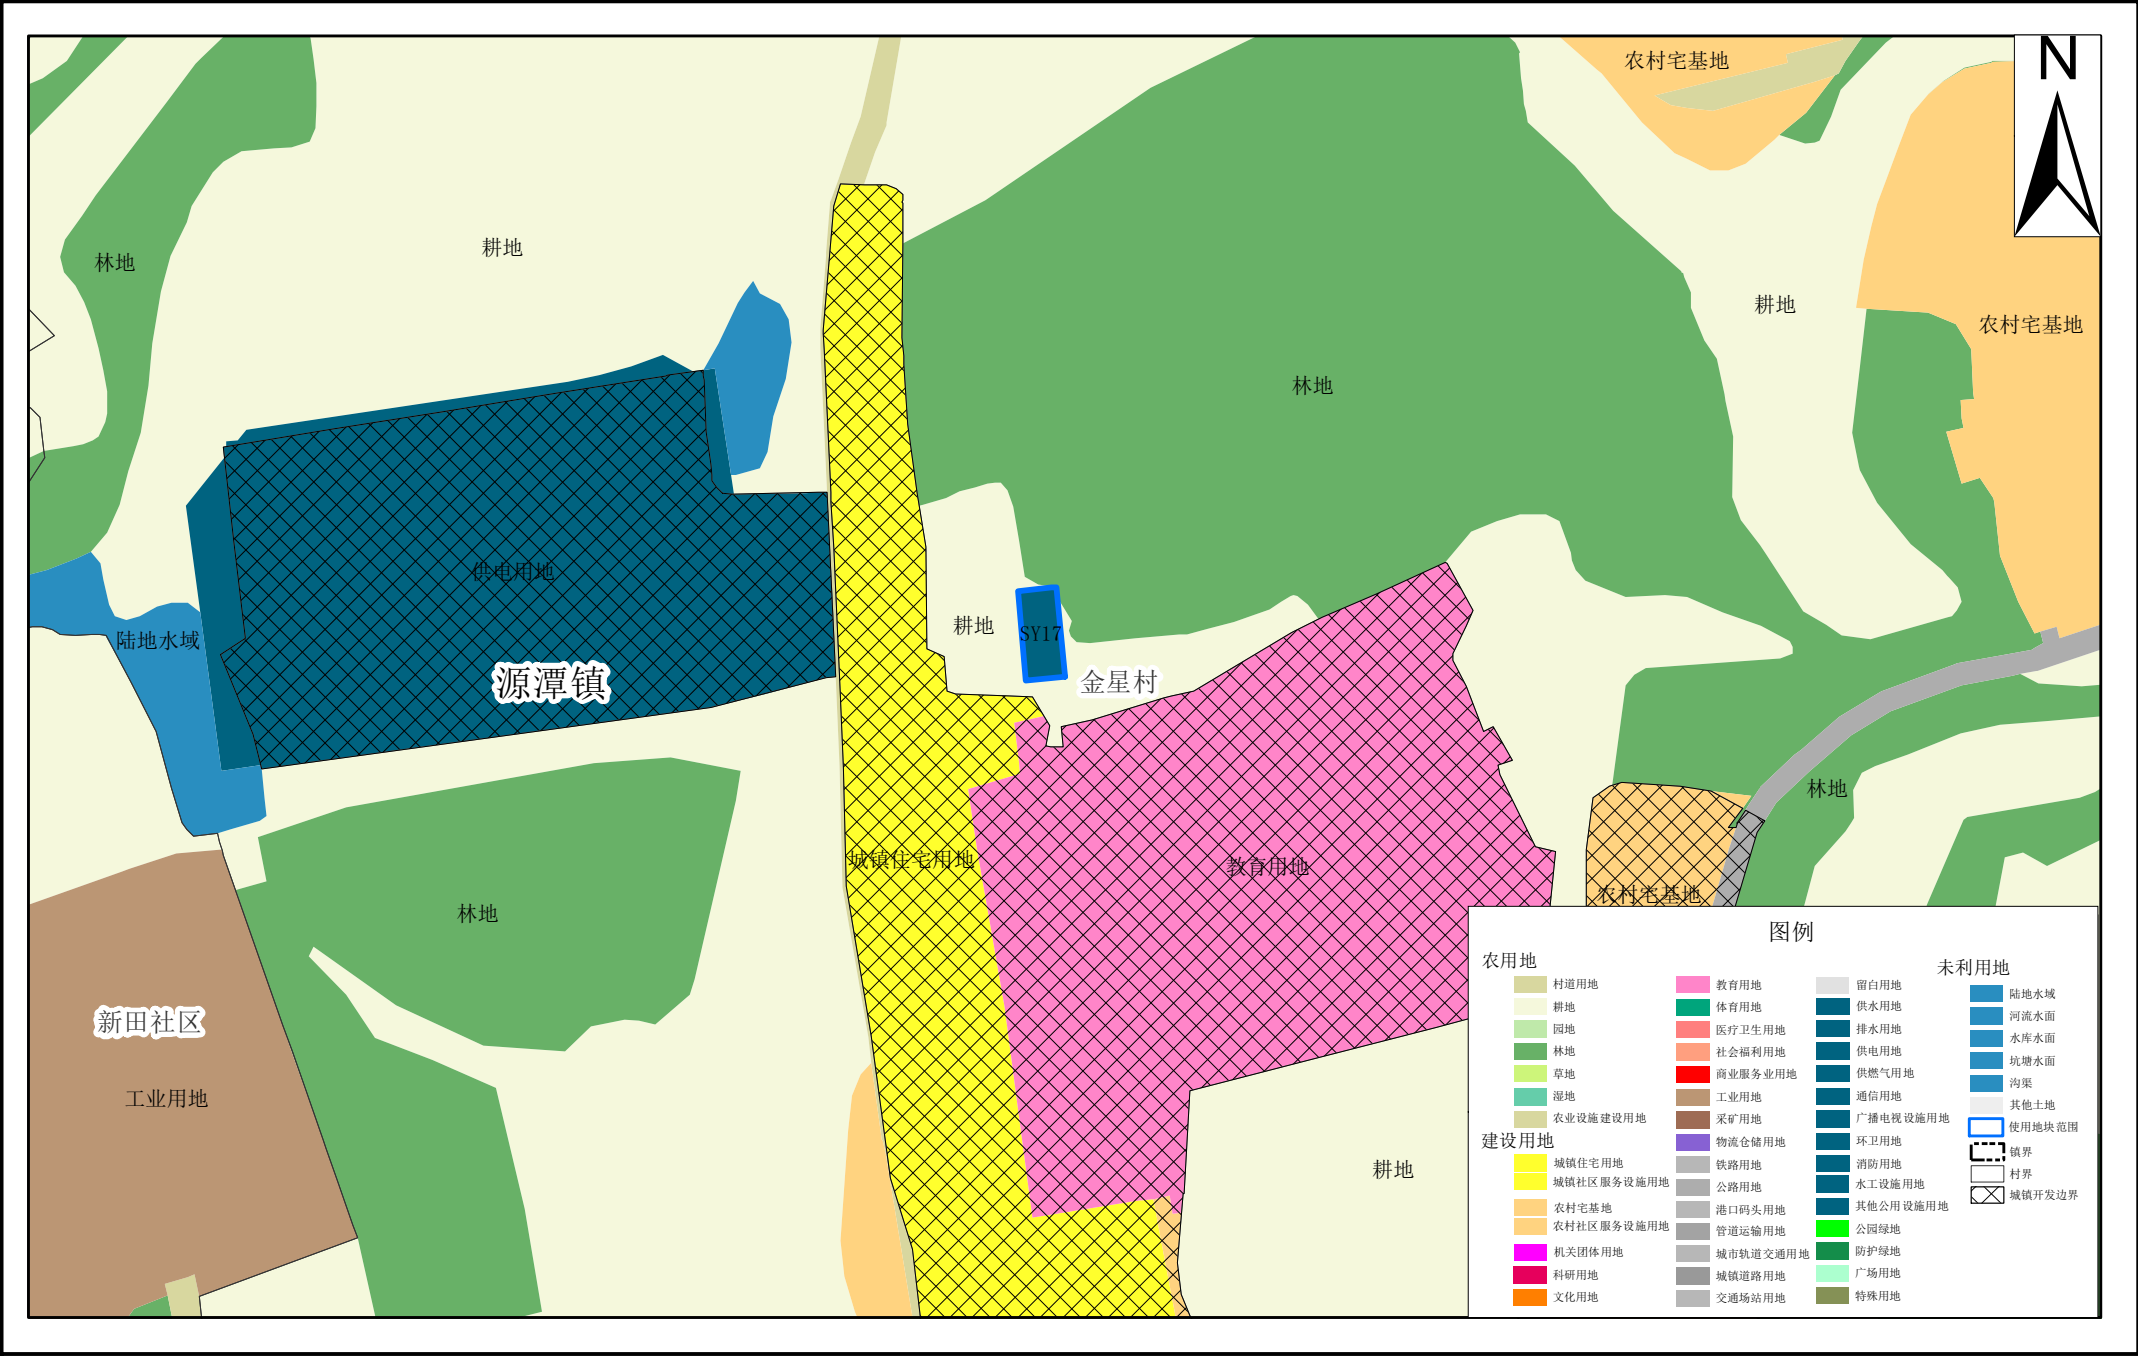 N
农村宅基地
耕地
林地
耕地
农村宅基地
林地
供电用地
耕地
SY17
陆地水域
源潭镇
金星村
林地
城镇住宅用地
教育用地
农村宅基地
林地
新田社区
工业用地
耕地
图例
农用地
村道用地
耕地
园地
林地
草地
湿地
农业设施建设用地
建设用地
城镇住宅用地
城镇社区服务设施用地
农村宅基地
农村社区服务设施用地
机关团体用地
科研用地
文化用地
教育用地
体育用地
医疗卫生用地
社会福利用地
商业服务业用地
工业用地
采矿用地
物流仓储用地
铁路用地
公路用地
港口码头用地
管道运输用地
城市轨道交通用地
城镇道路用地
交通场站用地
留白用地
供水用地
排水用地
供电用地
供燃气用地
通信用地
广播电视设施用地
环卫用地
消防用地
水工设施用地
其他公用设施用地
公园绿地
防护绿地
广场用地
特殊用地
未利用地
陆地水域
河流水面
水库水面
坑塘水面
沟渠
其他土地
使用地块范围
镇界
村界
城镇开发边界